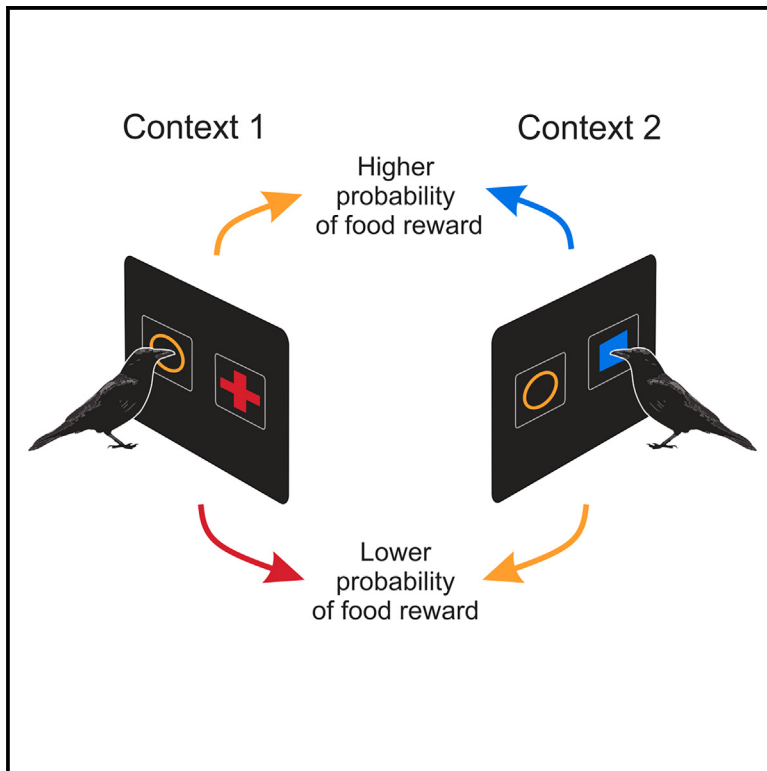 Context 1
Context 2
Higher
probability
of food reward
Lower
probability
of food reward